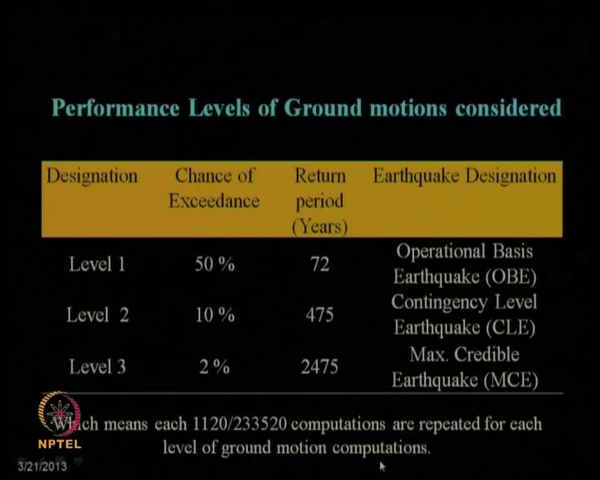 Performance Levels of Ground motions considered
Designation Chance of Exceedance Return period (Years) Earthquake Designation
Level 1 50 % 72 Operational Basis Earthquake (OBE)
Level 2 10 % 475 Contingency Level Earthquake (CLE)
Level 3 2 % 2475 Max. Credible Earthquake (MCE)
Which means each 1120/233520 computations are repeated for each
level of ground motion computations.
NPTEL
3/21/2013